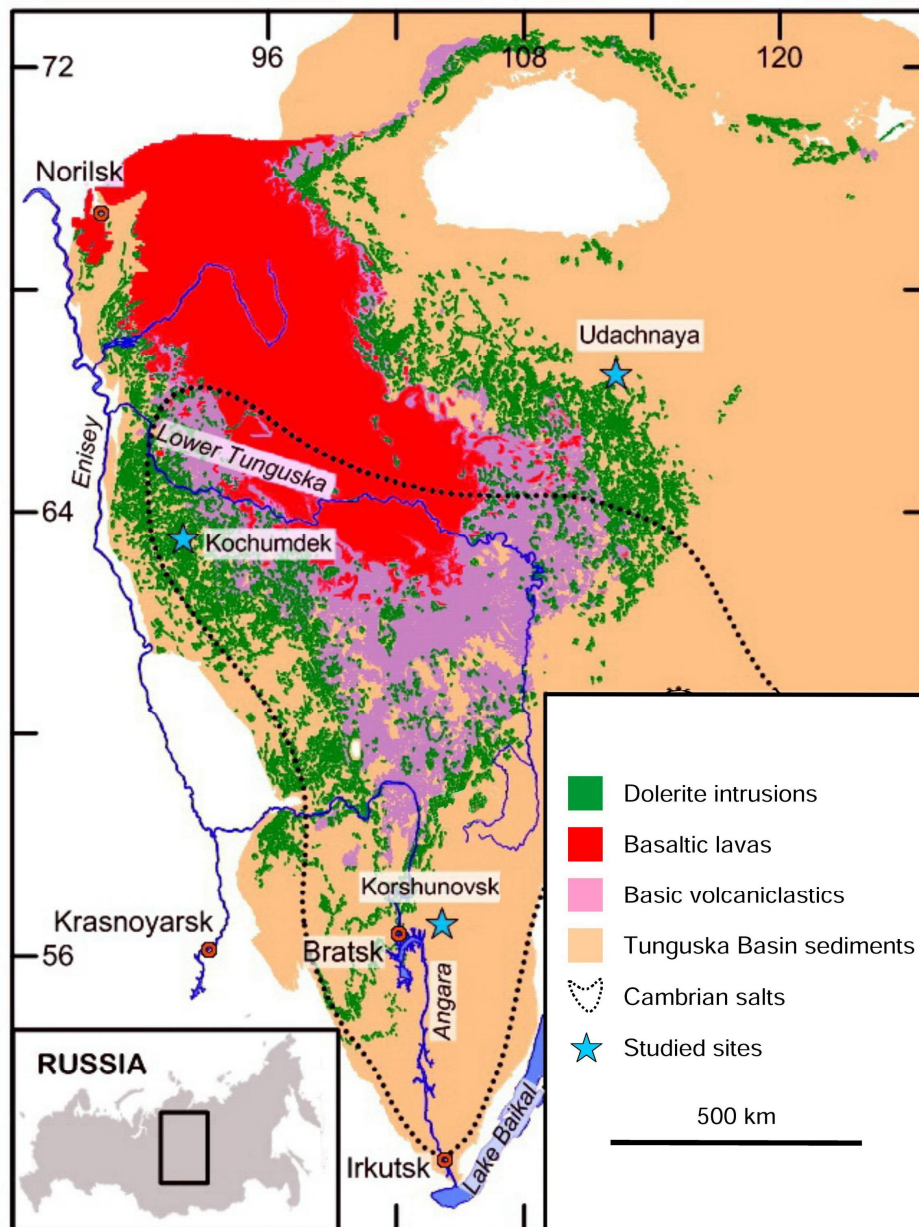 96
108
120
72
Norilsk
Udachnaya
Enisey
Lower Tunguska
64
Kochumdek
Korshunovsk
Krasnoyarsk
56
Bratsk
Angara
Irkutsk
Lake Baikal
RUSSIA
Dolerite intrusions
Basaltic lavas
Basic volcaniclastics
Tunguska Basin sediments
Cambrian salts
Studied sites
500 km